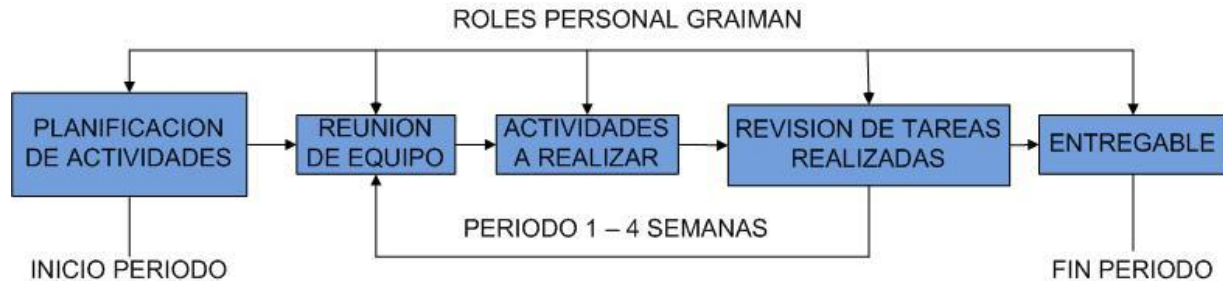 ROLES PERSONAL GRAIMAN
PLANIFICACION
DE ACTIVIDADES
REUNION
DE EQUIPO
ACTIVIDADES
A REALIZAR
REVISION DE TAREAS
REALIZADAS
ENTREGABLE
PERIODO 1 – 4 SEMANAS
INICIO PERIODO
FIN PERIODO